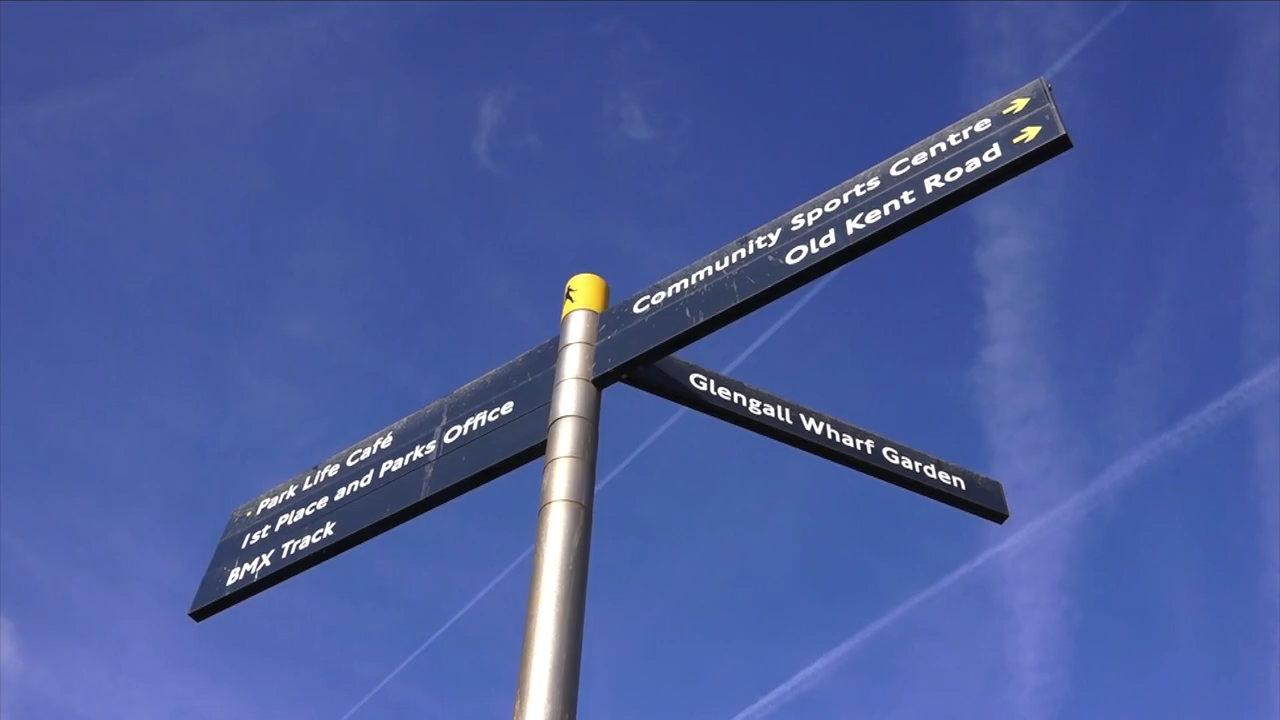 Community Sports Centre
Old Kent Road
Glengall Wharf Garden
Park Life Café
1st Place and Parks Office
BMX Track